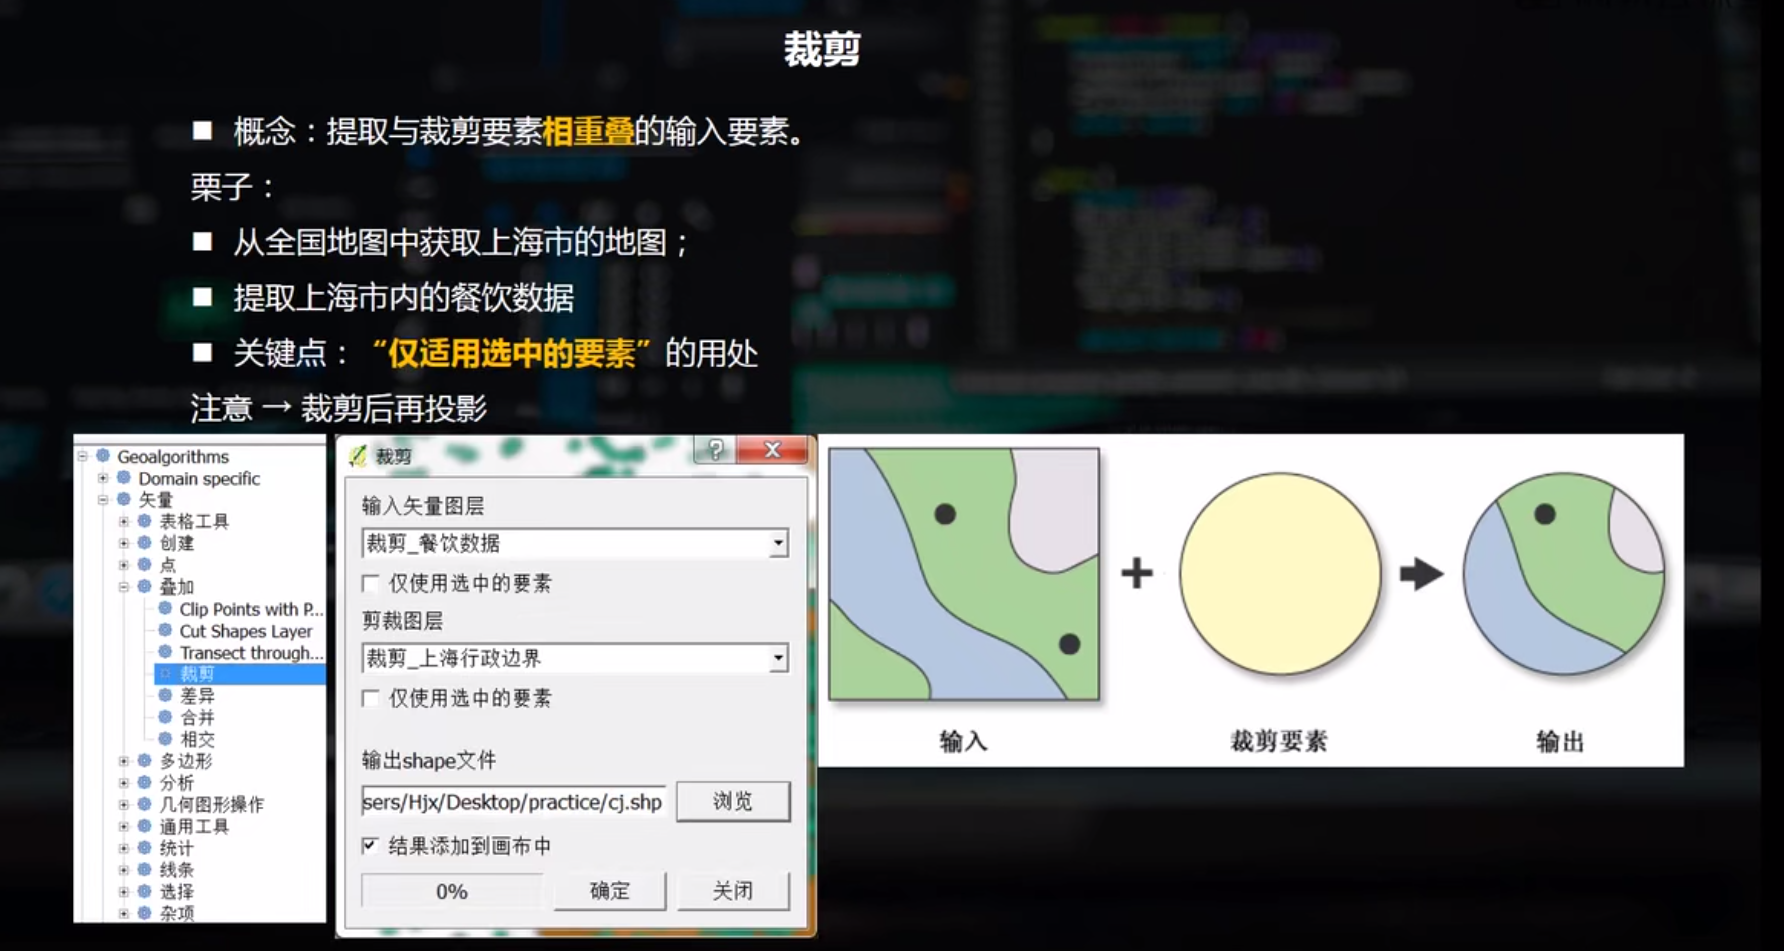 裁剪
■ 概念：提取与裁剪要素相重叠的输入要素。
栗子：
■ 从全国地图中获取上海市的地图；
■ 提取上海市内的餐饮数据
■ 关键点：“仅适用选中的要素”的用处
注意 → 裁剪后再投影
Geoalgorithms
Domain specific
矢量
表格工具
创建
点
叠加
Clip Points with P...
Cut Shapes Layer
Transect through...
裁剪
差异
合并
相交
多边形
分析
几何图形操作
通用工具
统计
线条
选择
杂项
裁剪
输入矢量图层
裁剪_餐饮数据
仅使用选中的要素
剪裁图层
裁剪_上海行政边界
仅使用选中的要素
输出shape文件
sers/Hjx/Desktop/practice/cj.shp
浏览
结果添加到画布中
0%
确定
关闭
输入
裁剪要素
输出